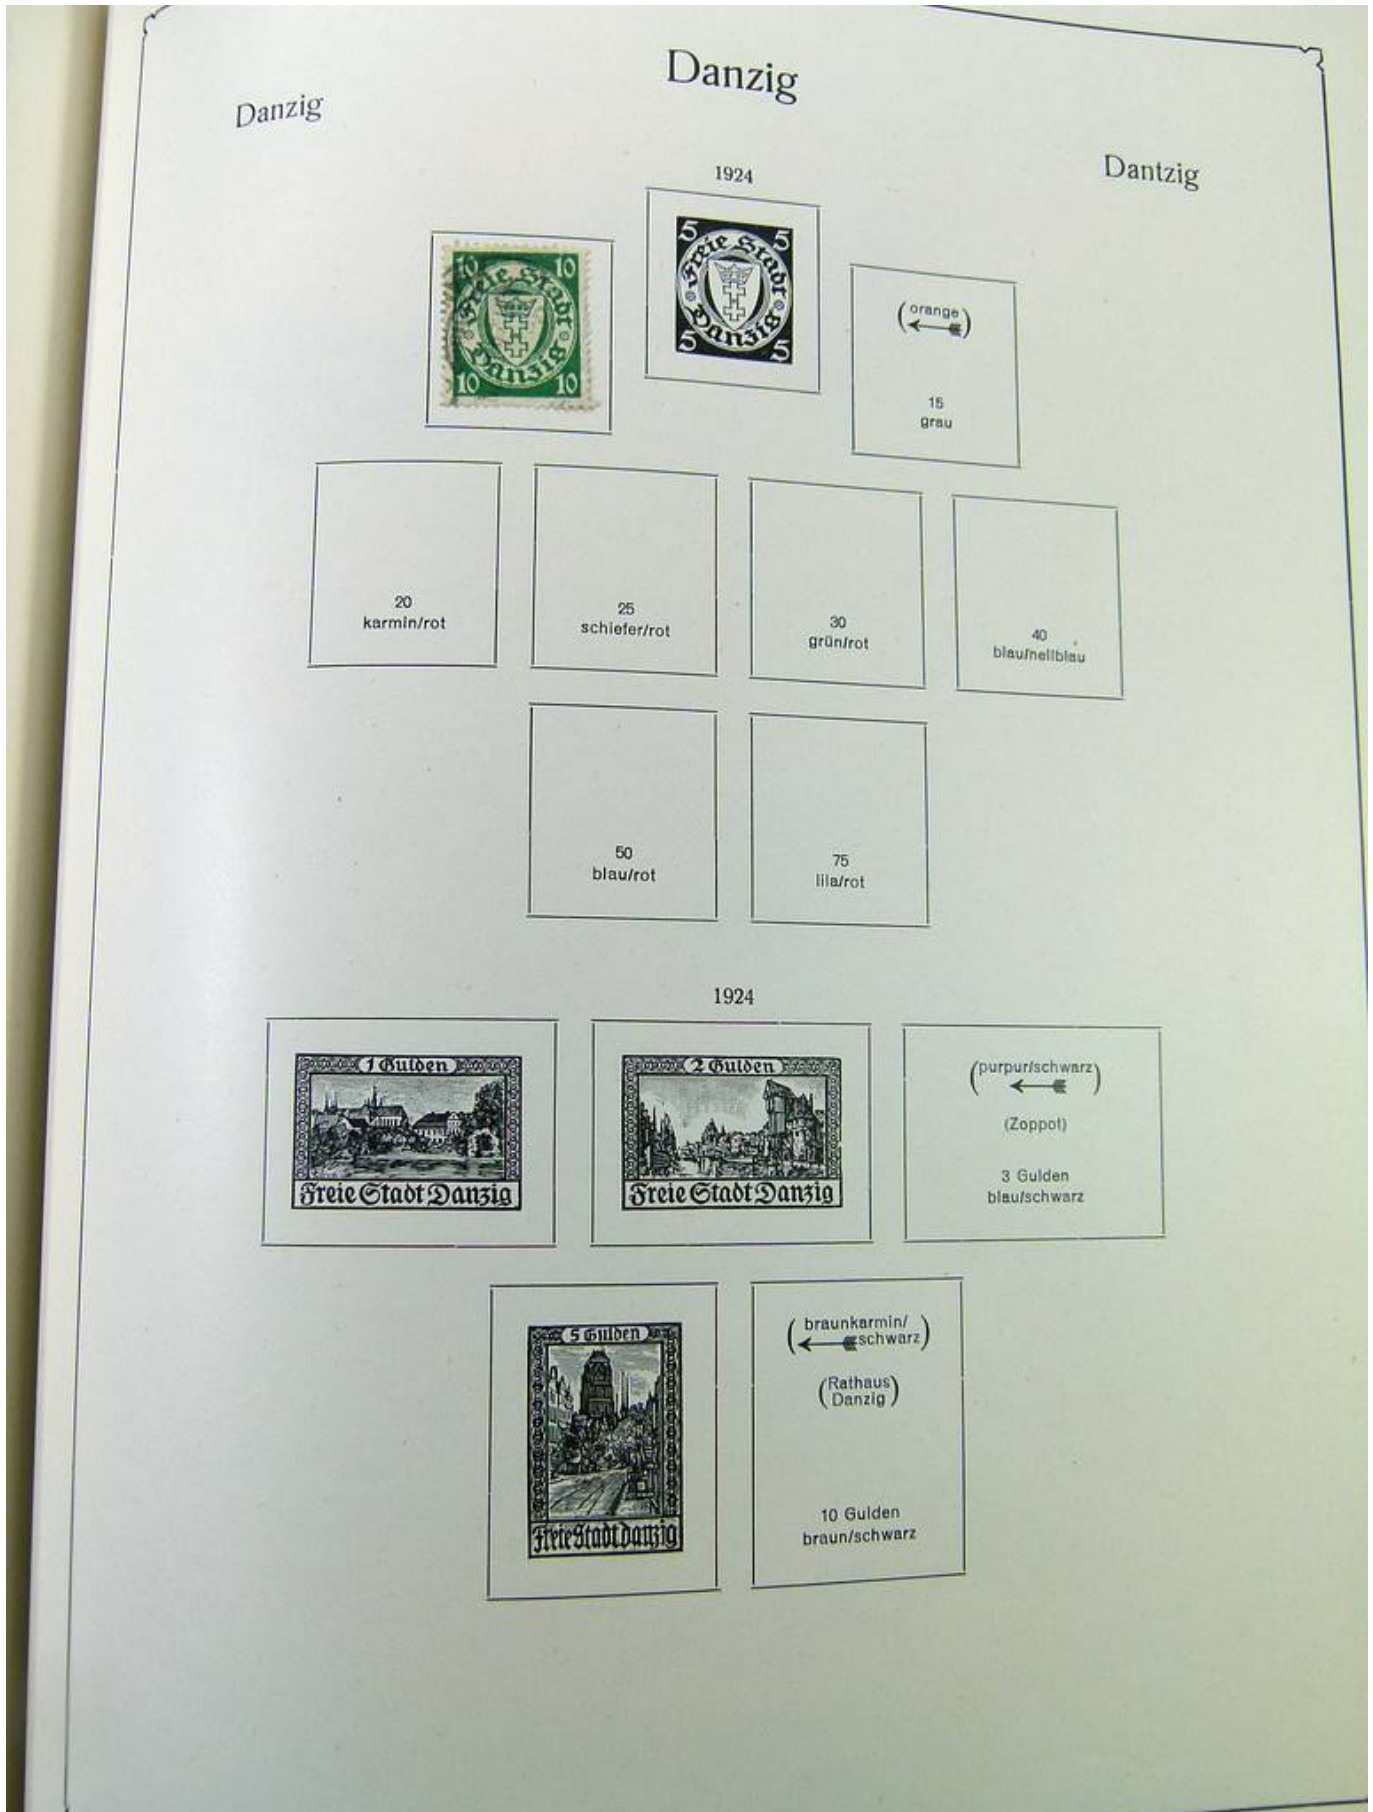 Danzig
Danzig
Dantzig
1924
10 10
Freie Stadt
Danzig
10 10
5 5
Freie Stadt
Danzig
5 5
(orange)
15
grau
20
karmin/rot
25
schiefer/rot
30
grün/rot
40
blau/hellblau
50
blau/rot
75
lila/rot
1924
1 Gulden
Freie Stadt Danzig
2 Gulden
Freie Stadt Danzig
(purpur/schwarz)
(Zoppot)
3 Gulden
blau/schwarz
5 Gulden
Freie Stadt Danzig
(braunkarmin/
schwarz)
(Rathaus
Danzig)
10 Gulden
braun/schwarz